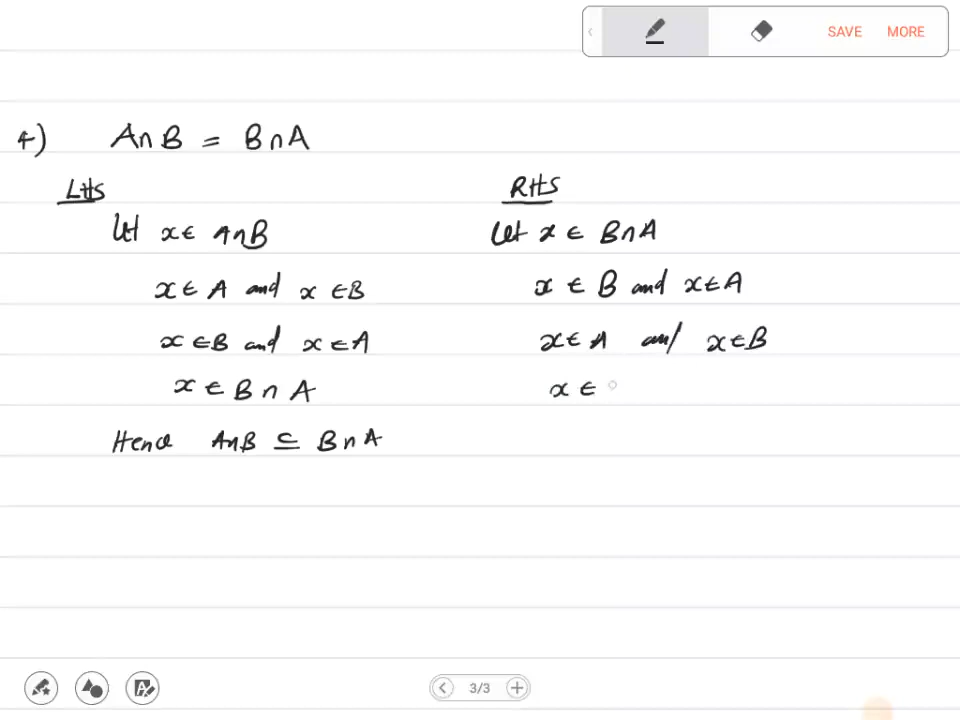 SAVE MORE
4) A∩B = B∩A
LHS
Let x∈ A∩B
x∈ A and x ∈B
x ∈B and x∈A
x ∈ B ∩ A
Hence A∩B ⊆ B∩A
RHS
Let x ∈ B∩A
x ∈ B and x∈A
x∈ A and x∈B
x ∈
3/3